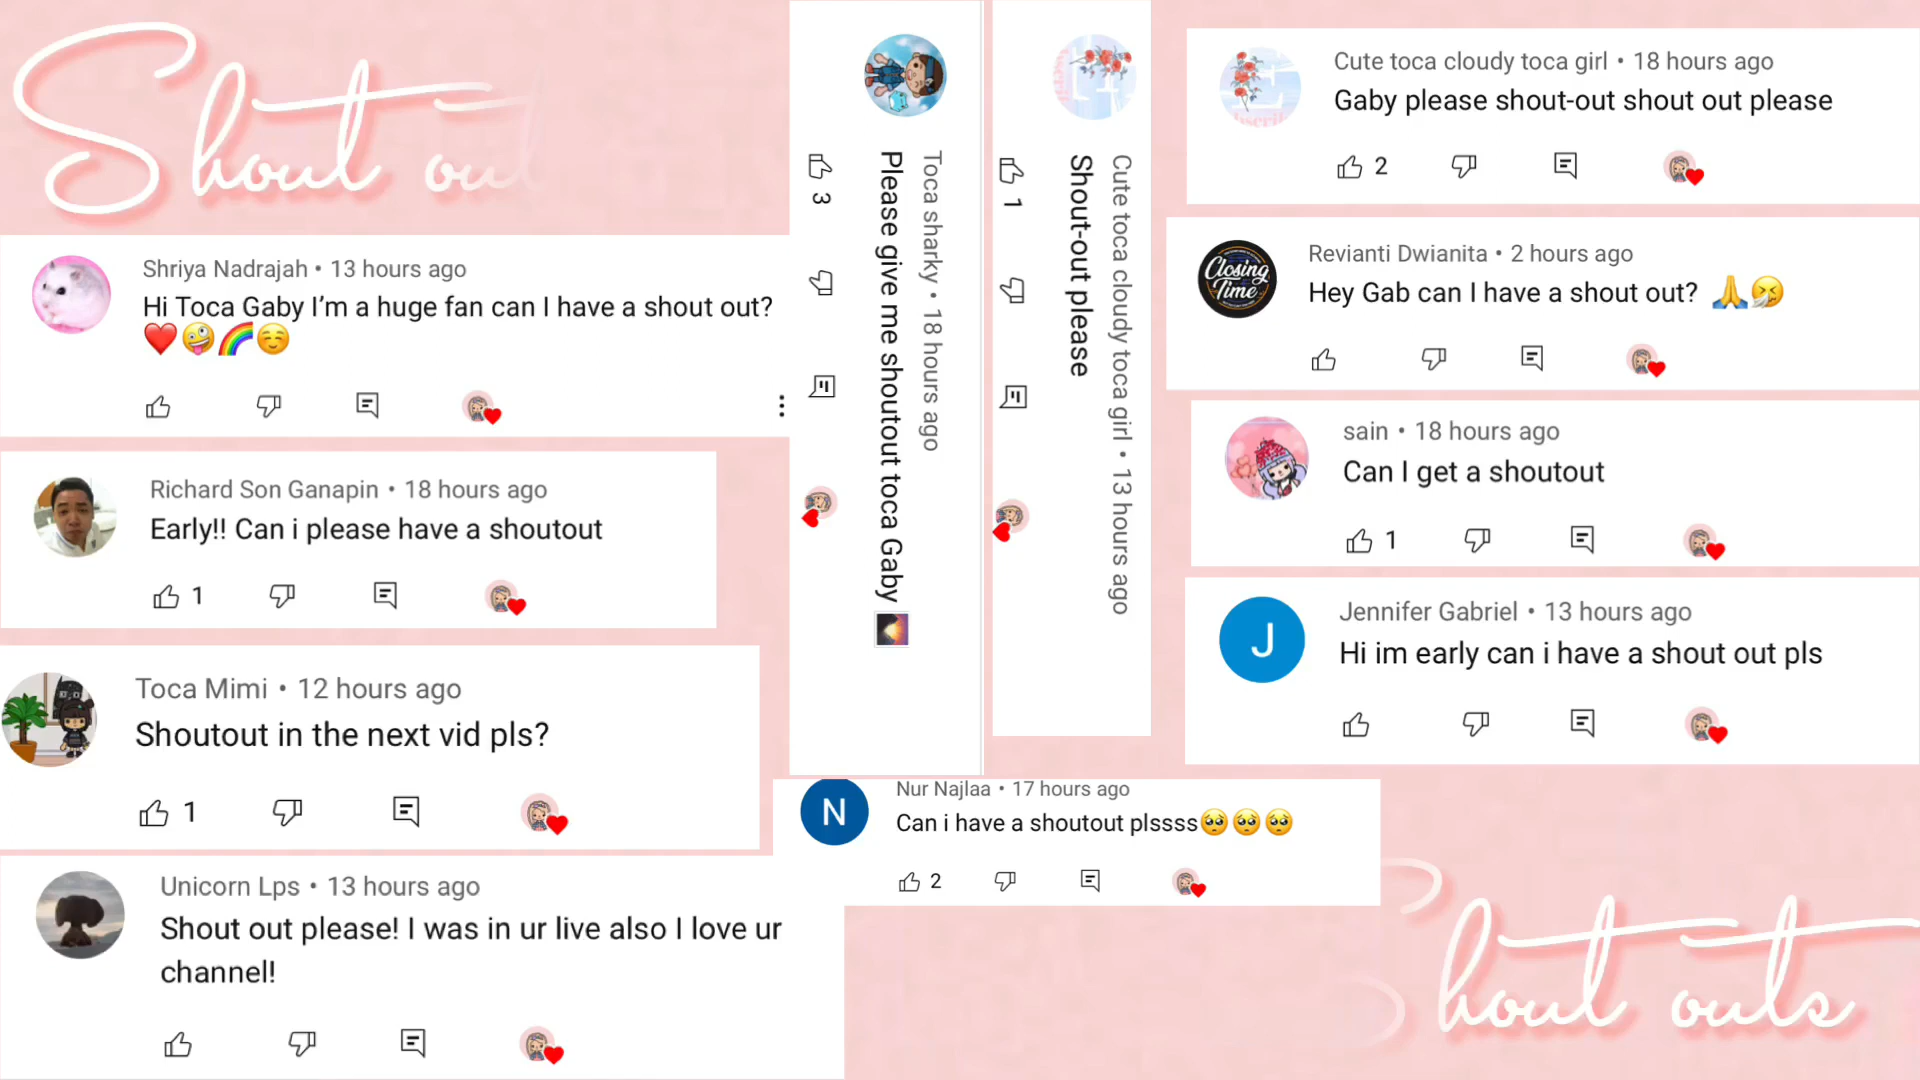 Shout out
Shriya Nadrajah • 13 hours ago
Hi Toca Gaby I’m a huge fan can I have a shout out?
❤️🤪🌈☺️
Richard Son Ganapin • 18 hours ago
Early!! Can i please have a shoutout
1
Toca Mimi • 12 hours ago
Shoutout in the next vid pls?
1
Unicorn Lps • 13 hours ago
Shout out please! I was in ur live also I love ur
channel!
Toca sharky • 18 hours ago
Please give me shoutout toca Gaby
3
Cute toca cloudy toca girl • 13 hours ago
Shout-out please
1
Nur Najlaa • 17 hours ago
N
Can i have a shoutout plssss🥺🥺🥺
2
Cute toca cloudy toca girl • 18 hours ago
Gaby please shout-out shout out please
2
Closing
Time
Revianti Dwianita • 2 hours ago
Hey Gab can I have a shout out? 🙏🤧
sain • 18 hours ago
Can I get a shoutout
1
J
Jennifer Gabriel • 13 hours ago
Hi im early can i have a shout out pls
Shout outs